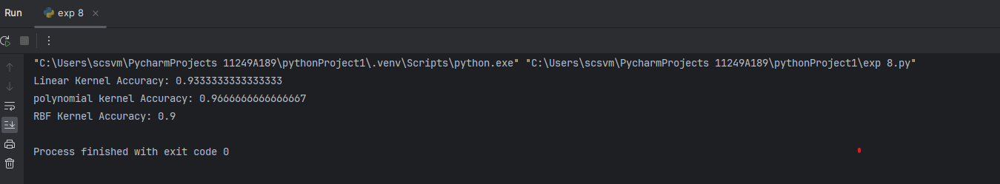 Run exp 8
"C:\Users\scsvm\PycharmProjects 11249A189\pythonProject1\.venv\Scripts\python.exe" "C:\Users\scsvm\PycharmProjects 11249A189\pythonProject1\exp 8.py"
Linear Kernel Accuracy: 0.9333333333333333
polynomial kernel Accuracy: 0.9666666666666667
RBF Kernel Accuracy: 0.9
Process finished with exit code 0